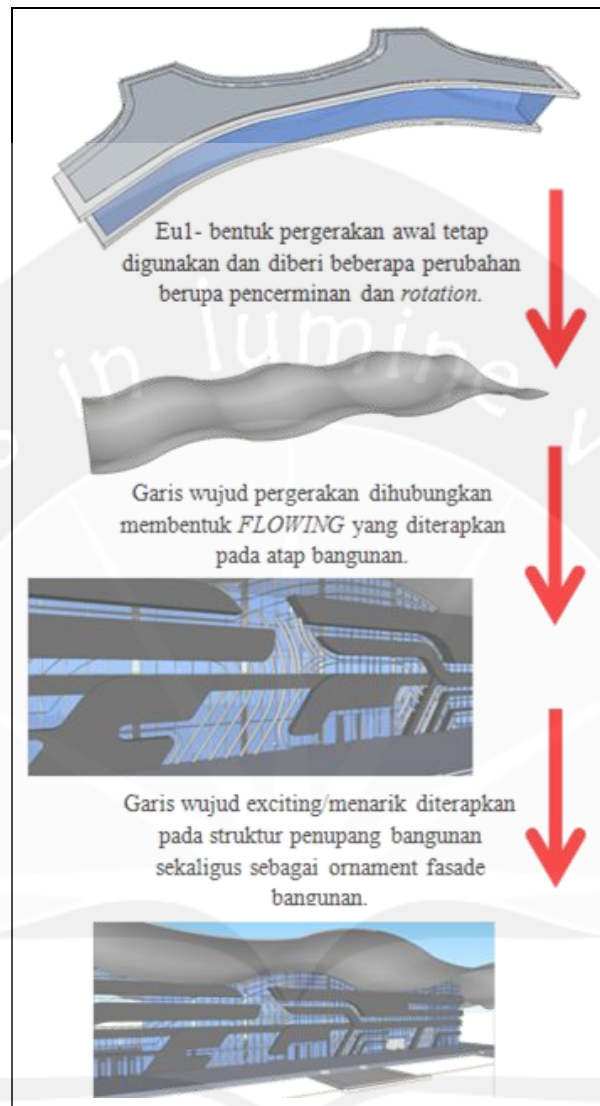 Eu1- bentuk pergerakan awal tetap
digunakan dan diberi beberapa perubahan
berupa pencerminan dan rotation.
in lumine v
Garis wujud pergerakan dihubungkan
membentuk FLOWING yang diterapkan
pada atap bangunan.
Garis wujud exciting/menarik diterapkan
pada struktur penupang bangunan
sekaligus sebagai ornament fasade
bangunan.